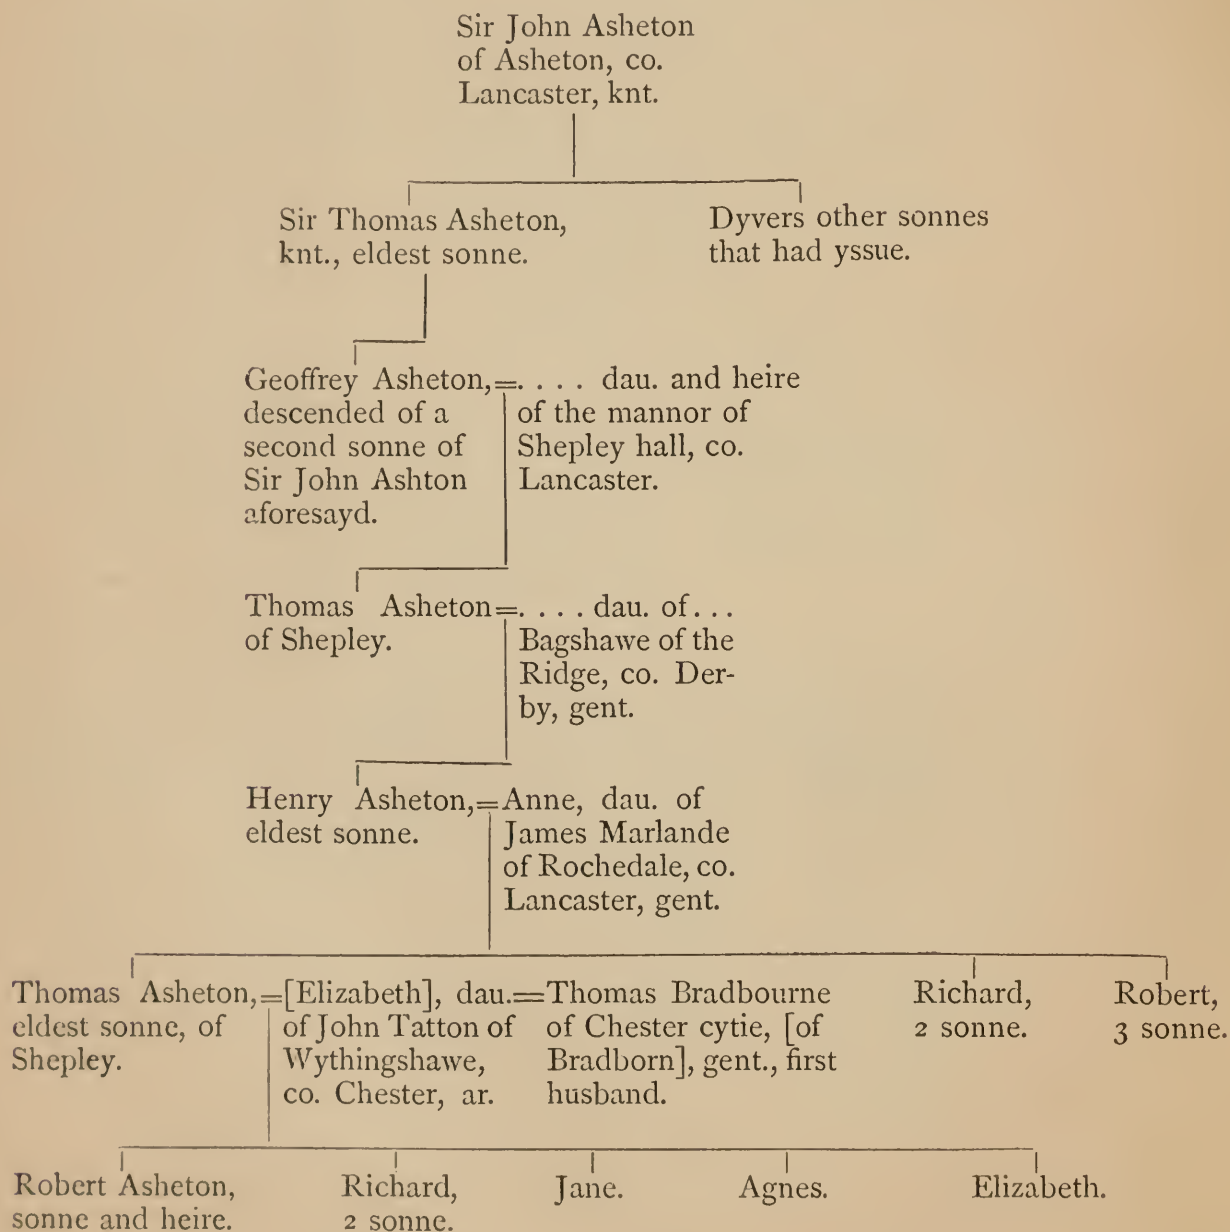 Sir John Asheton
of Asheton, co.
Lancaster, knt.
Sir Thomas Asheton,
knt., eldest sonne.
Dyvers other sonnes
that had yssue.
Geoffrey Asheton,=. . . . dau. and heire
descended of a
second sonne of
Sir John Ashton
aforesayd.
of the mannor of
Shepley hall, co.
Lancaster.
Thomas Asheton=. . . . dau. of . . .
of Shepley.
Bagshawe of the
Ridge, co. Der-
by, gent.
Henry Asheton,=Anne, dau. of
eldest sonne.
James Marlande
of Rochedale, co.
Lancaster, gent.
Thomas Asheton,=[Elizabeth], dau.=Thomas Bradbourne
eldest sonne, of
Shepley.
of John Tatton of
Wythingshawe,
co. Chester, ar.
of Chester cytie, [of
Bradborn], gent., first
husband.
Richard,
2 sonne.
Robert,
3 sonne.
Robert Asheton,
sonne and heire.
Richard,
2 sonne.
Jane.
Agnes.
Elizabeth.